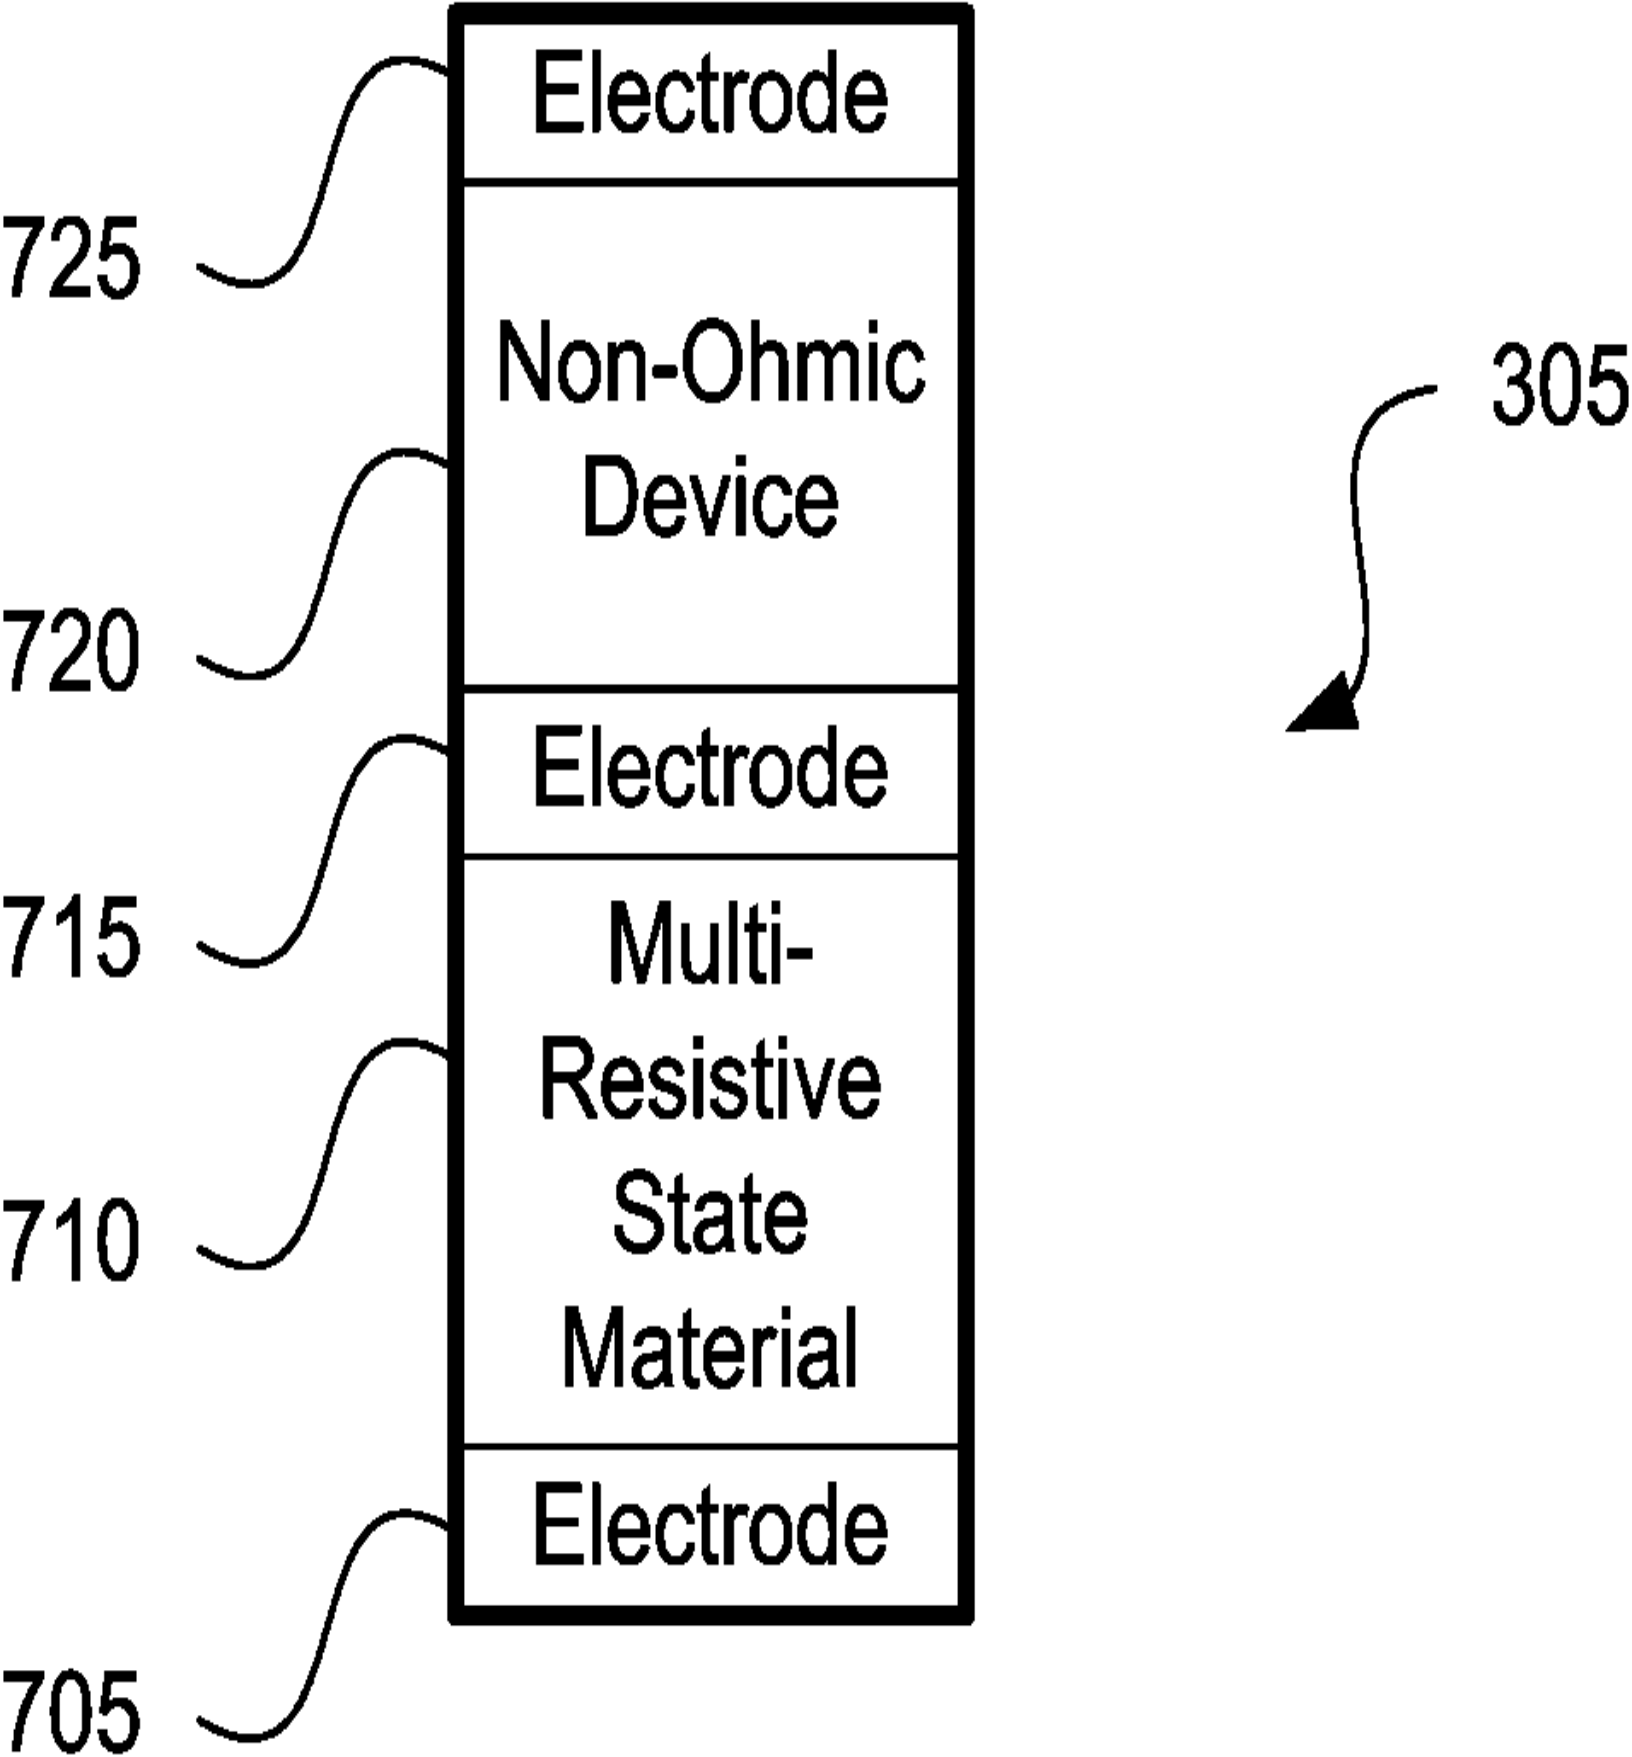 Electrode
725
Non-Ohmic
305
Device
720
Electrode
715
Multi-
Resistive
State
710
Material
Electrode
705